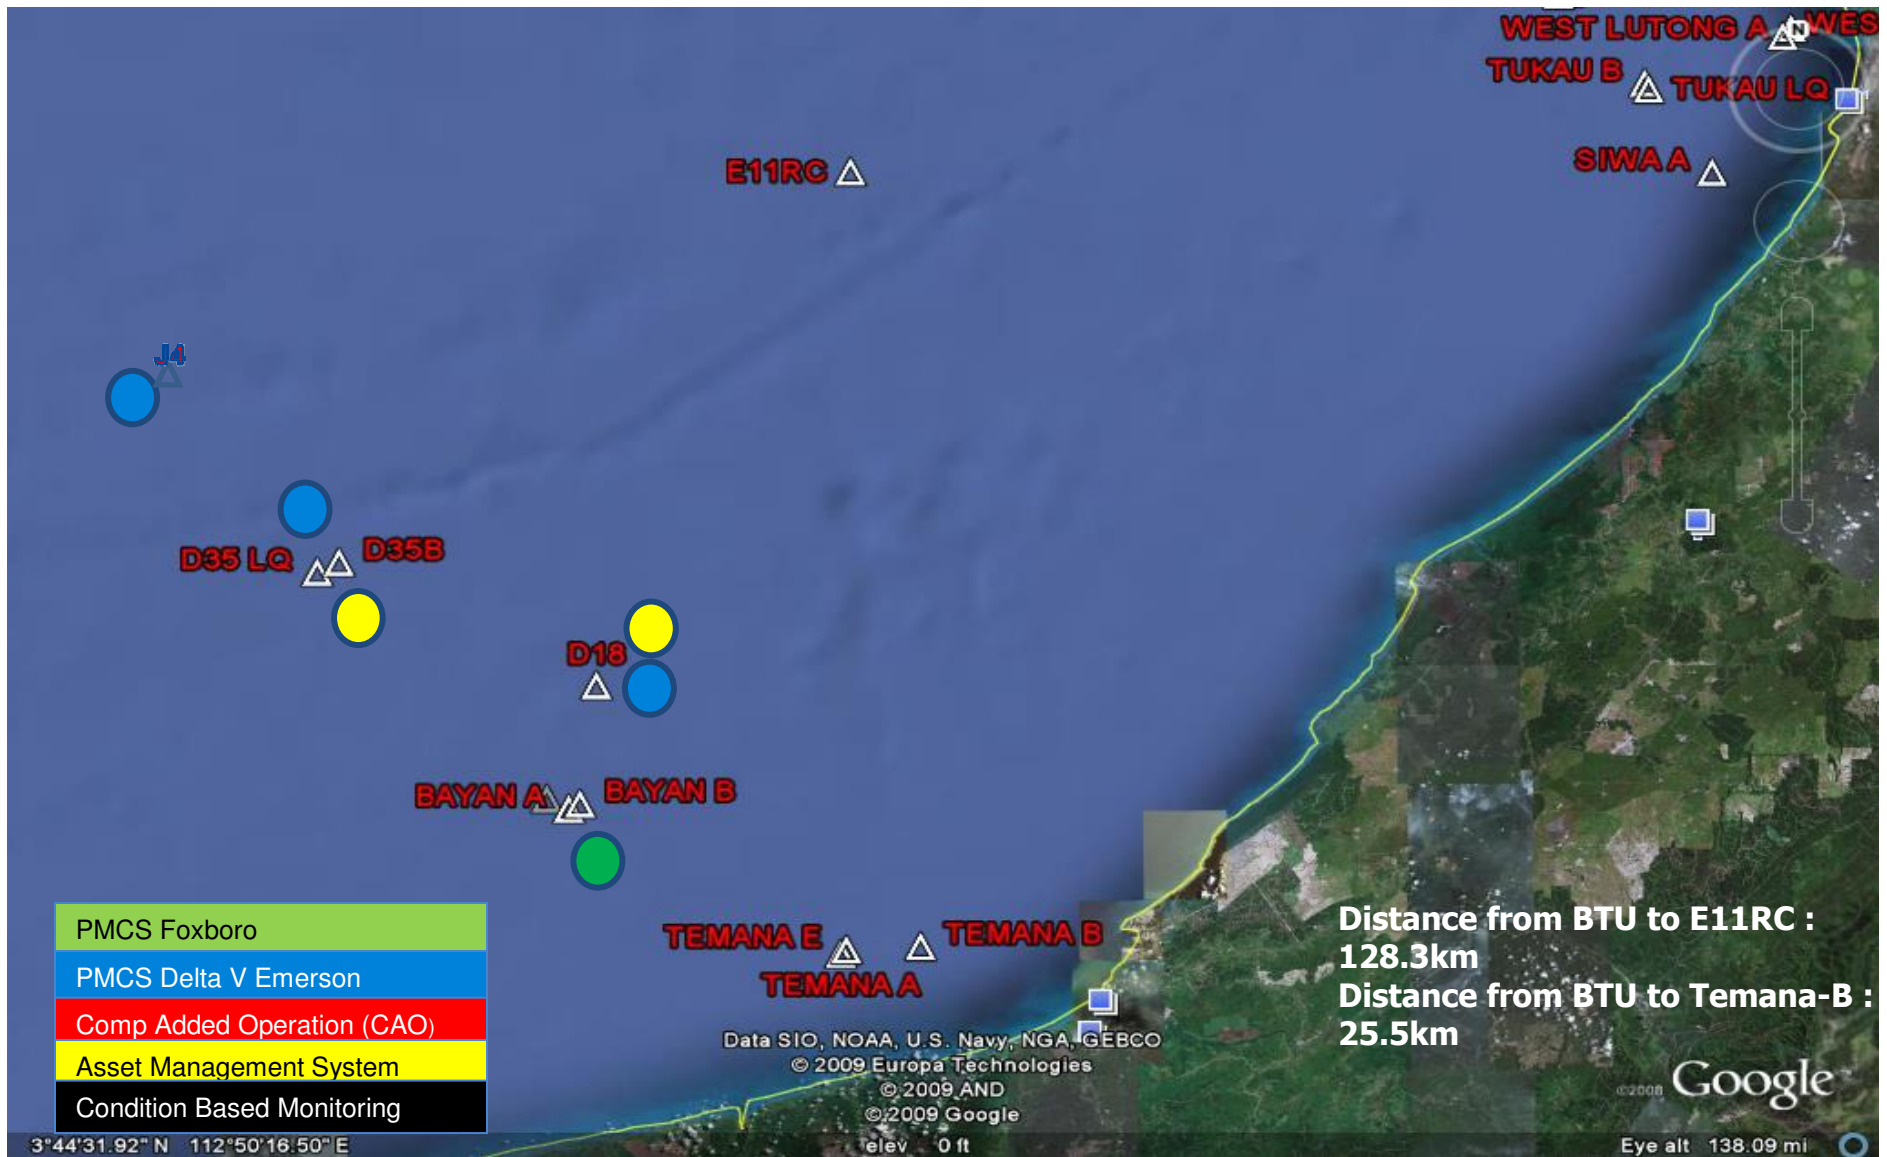 WEST LUTONG A
WES
TUKAU B
TUKAU LQ
E11RC
SIWA A
J4
D35 LQ
D35B
D18
BAYAN A
BAYAN B
TEMANA E
TEMANA B
TEMANA A
PMCS Foxboro
PMCS Delta V Emerson
Comp Added Operation (CAO)
Asset Management System
Condition Based Monitoring
Distance from BTU to E11RC :
128.3km
Distance from BTU to Temana-B :
25.5km
Data SIO, NOAA, U.S. Navy, NGA, GEBCO
© 2009 Europa Technologies
© 2009 AND
© 2009 Google
©2008 Google
3°44'31.92" N 112°50'16.50" E
elev 0 ft
Eye alt 138.09 mi